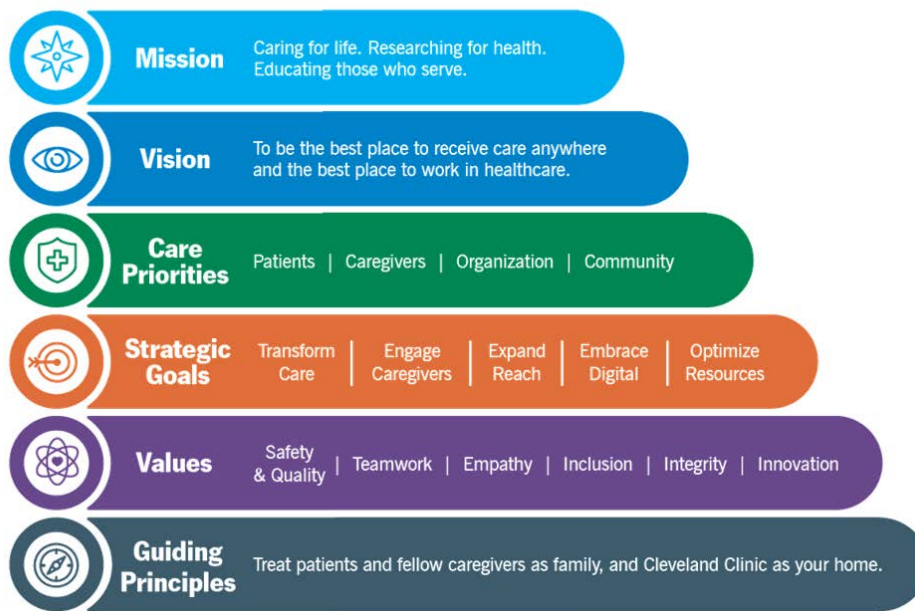 Mission
Caring for life. Researching for health.
Educating those who serve.
Vision
To be the best place to receive care anywhere
and the best place to work in healthcare.
Care
Priorities
Patients | Caregivers | Organization | Community
Strategic
Goals
Transform
Care
Engage
Caregivers
Expand
Reach
Embrace
Digital
Optimize
Resources
Values
Safety
& Quality
| Teamwork | Empathy | Inclusion | Integrity | Innovation
Guiding
Principles
Treat patients and fellow caregivers as family, and Cleveland Clinic as your home.